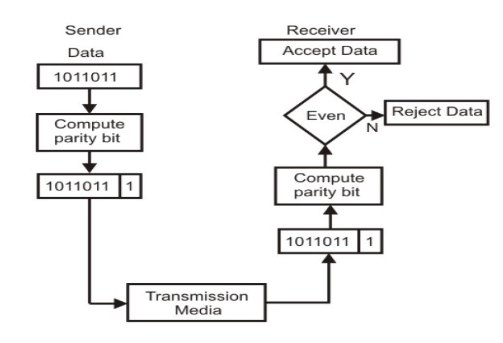 Sender
Data
1011011
Compute
parity bit
1011011 1
Transmission
Media
Receiver
Accept Data
Y
Even
N
Reject Data
Compute
parity bit
1011011 1